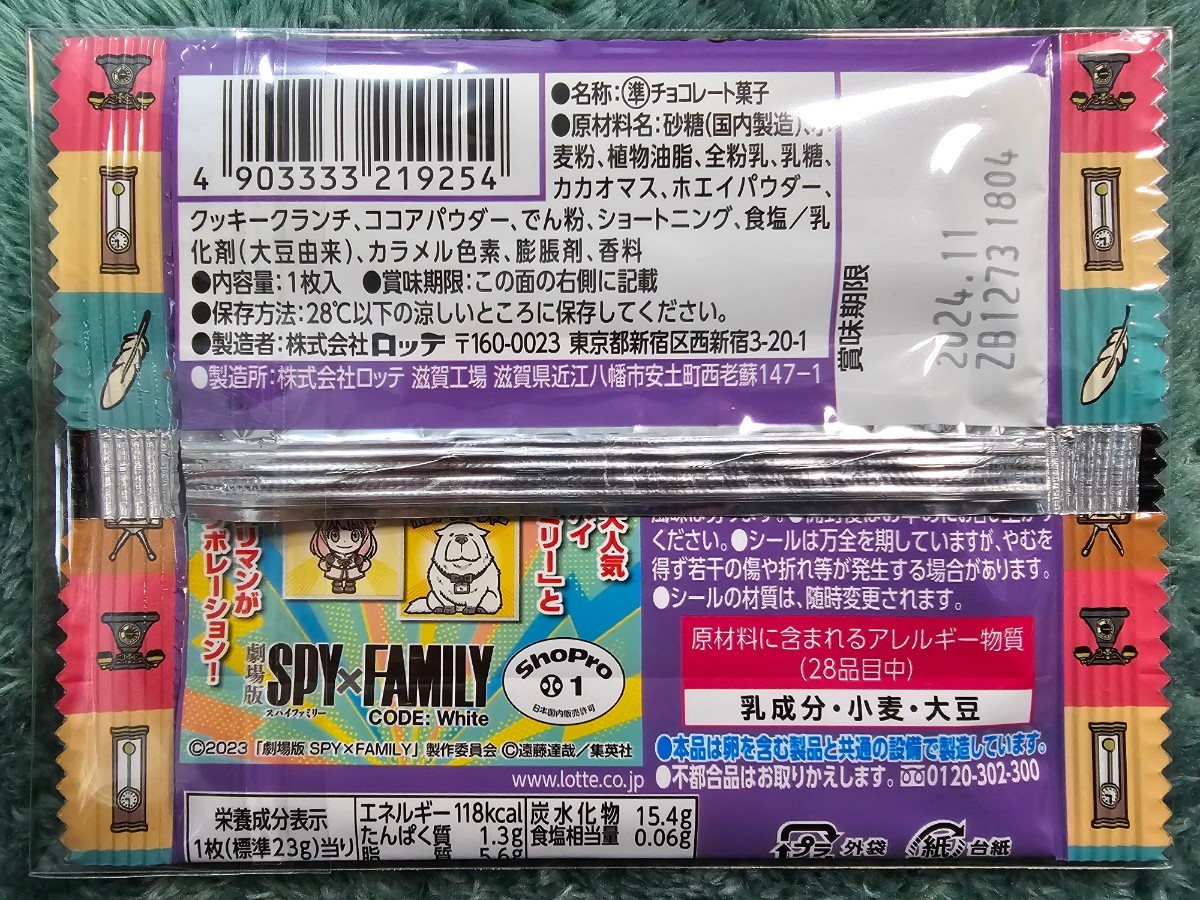 4 903333 219254
●名称：準チョコレート菓子
●原材料名：砂糖(国内製造)、小
麦粉、植物油脂、全粉乳、乳糖、
カカオマス、ホエイパウダー、
クッキークランチ、ココアパウダー、でん粉、ショートニング、食塩／乳
化剤(大豆由来)、カラメル色素、膨脹剤、香料
●内容量：1枚入 ●賞味期限：この面の右側に記載
●保存方法：28℃以下の涼しいところに保存してください。
●製造者：株式会社ロッテ 〒160-0023 東京都新宿区西新宿3-20-1
●製造所：株式会社ロッテ 滋賀工場 滋賀県近江八幡市安土町西老蘇147-1
賞味期限
2024.11
ZB1273 1804
大人気
イ
リー」と
リマンが
ボレーション！
劇場版
SPY×FAMILY
スパイファミリー
CODE: White
ShoPro
1
日本国内販売許可
©2023「劇場版 SPY×FAMILY」製作委員会 ©遠藤達哉／集英社
www.lotte.co.jp
ください。●シールは万全を期していますが、やむを
得ず若干の傷や折れ等が発生する場合があります。
●シールの材質は、随時変更されます。
原材料に含まれるアレルギー物質
(28品目中)
乳成分・小麦・大豆
●本品は卵を含む製品と共通の設備で製造しています。
●不都合品はお取りかえします。 0120-302-300
栄養成分表示
1枚(標準23g)当り
エネルギー 118kcal
たんぱく質 1.3g
脂質 5.6g
炭水化物 15.4g
食塩相当量 0.06g
プラ 外袋
紙 台紙